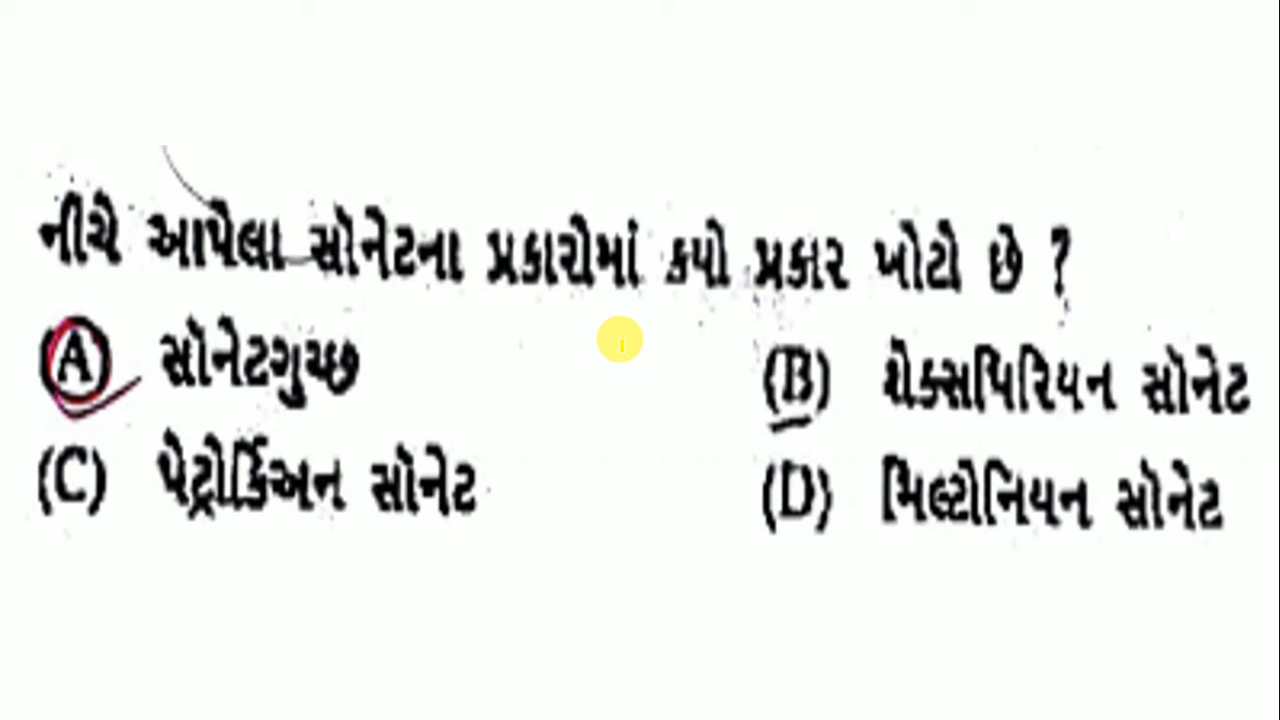 નીચે આપેલા સોનેટના પ્રકારોમાં કયો પ્રકાર ખોટો છે ?
(A) સોનેટગુચ્છ (B) શેક્સપિરિયન સોનેટ
(C) પેટ્રોર્કિઅન સોનેટ (D) મિલ્ટોનિયન સોનેટ